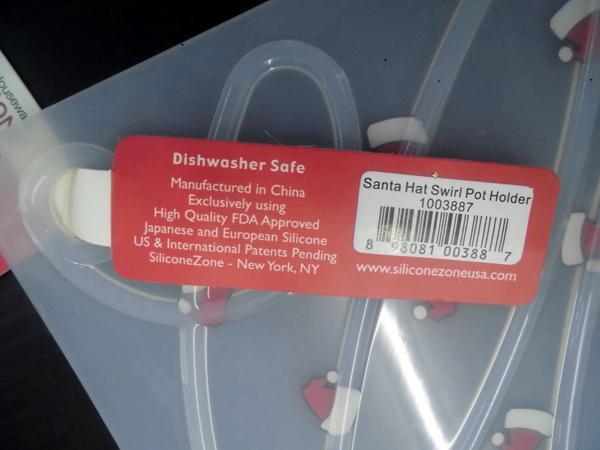 Dishwasher Safe
Manufactured in China
Exclusively using
High Quality FDA Approved
Japanese and European Silicone
US & International Patents Pending
SiliconeZone - New York, NY
Santa Hat Swirl Pot Holder
1003887
8 98081 00388 7
www.siliconezoneusa.com